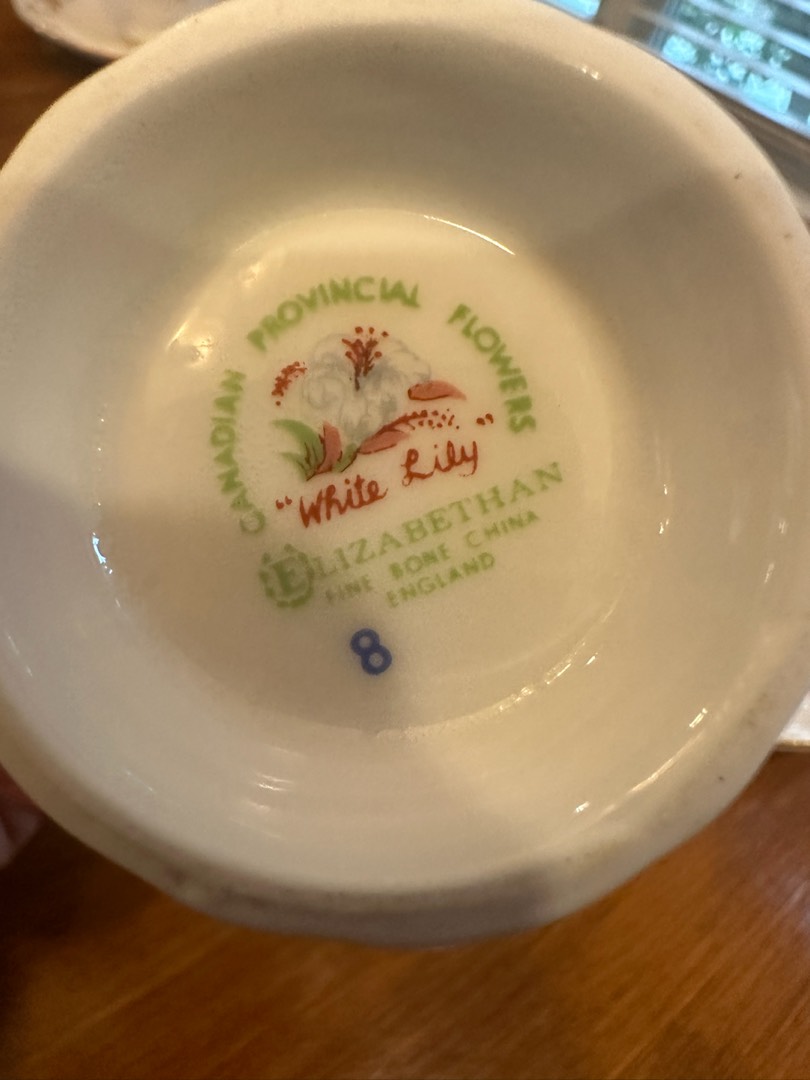 CANADIAN PROVINCIAL FLOWERS
"White Lily"
ELIZABETHAN
FINE BONE CHINA
ENGLAND
8